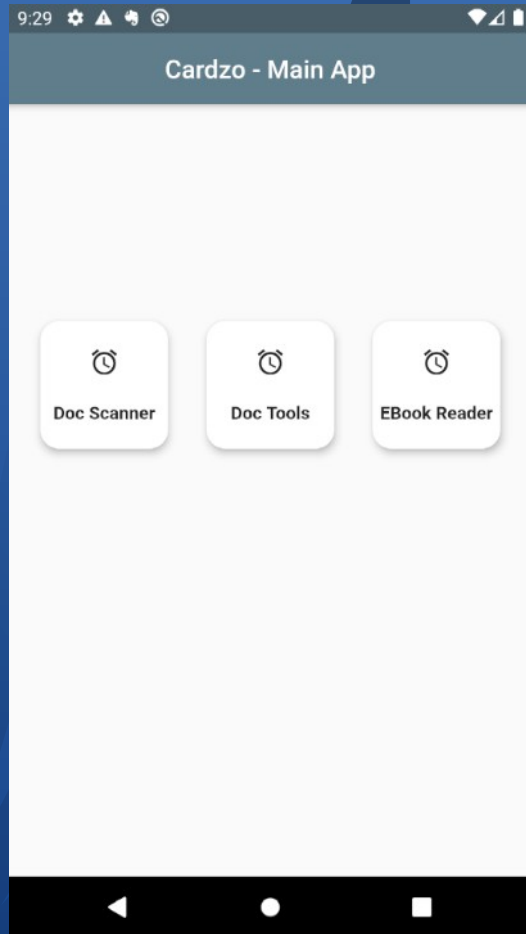 9:29
Cardzo - Main App
Doc Scanner
Doc Tools
EBook Reader